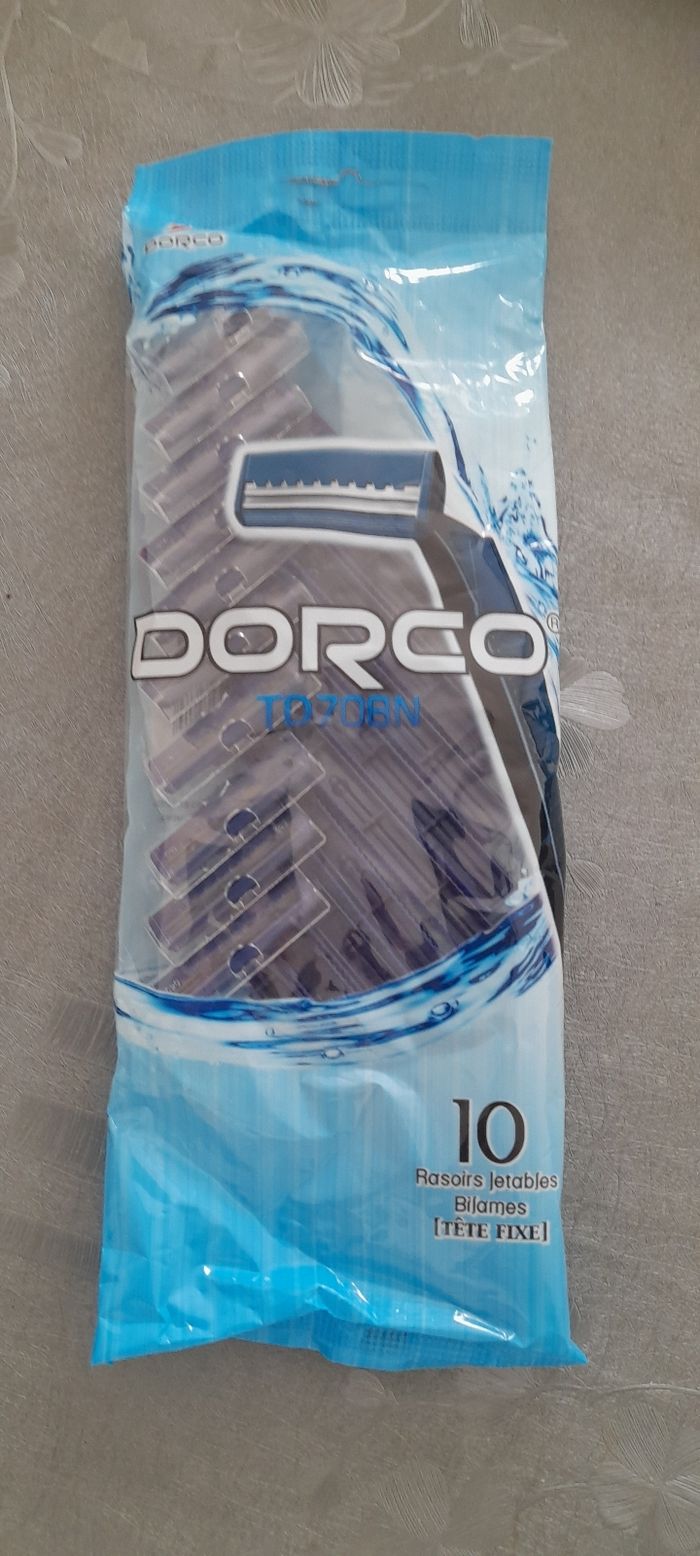 DORCO
DORCO®
TD708N
10
Rasoirs Jetables
Bilames
[TÊTE FIXE]